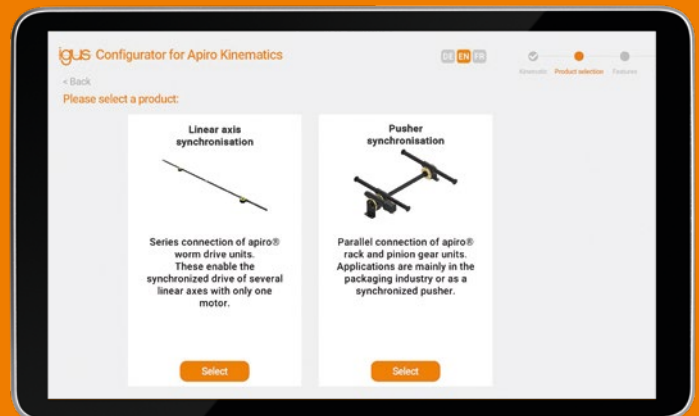 igus Configurator for Apiro Kinematics
DE EN FR
Kinematic Product selection Features
< Back
Please select a product:
Linear axis
synchronisation
Series connection of apiro®
worm drive units.
These enable the
synchronized drive of several
linear axes with only one
motor.
Select
Pusher
synchronisation
Parallel connection of apiro®
rack and pinion gear units.
Applications are mainly in the
packaging industry or as a
synchronized pusher.
Select